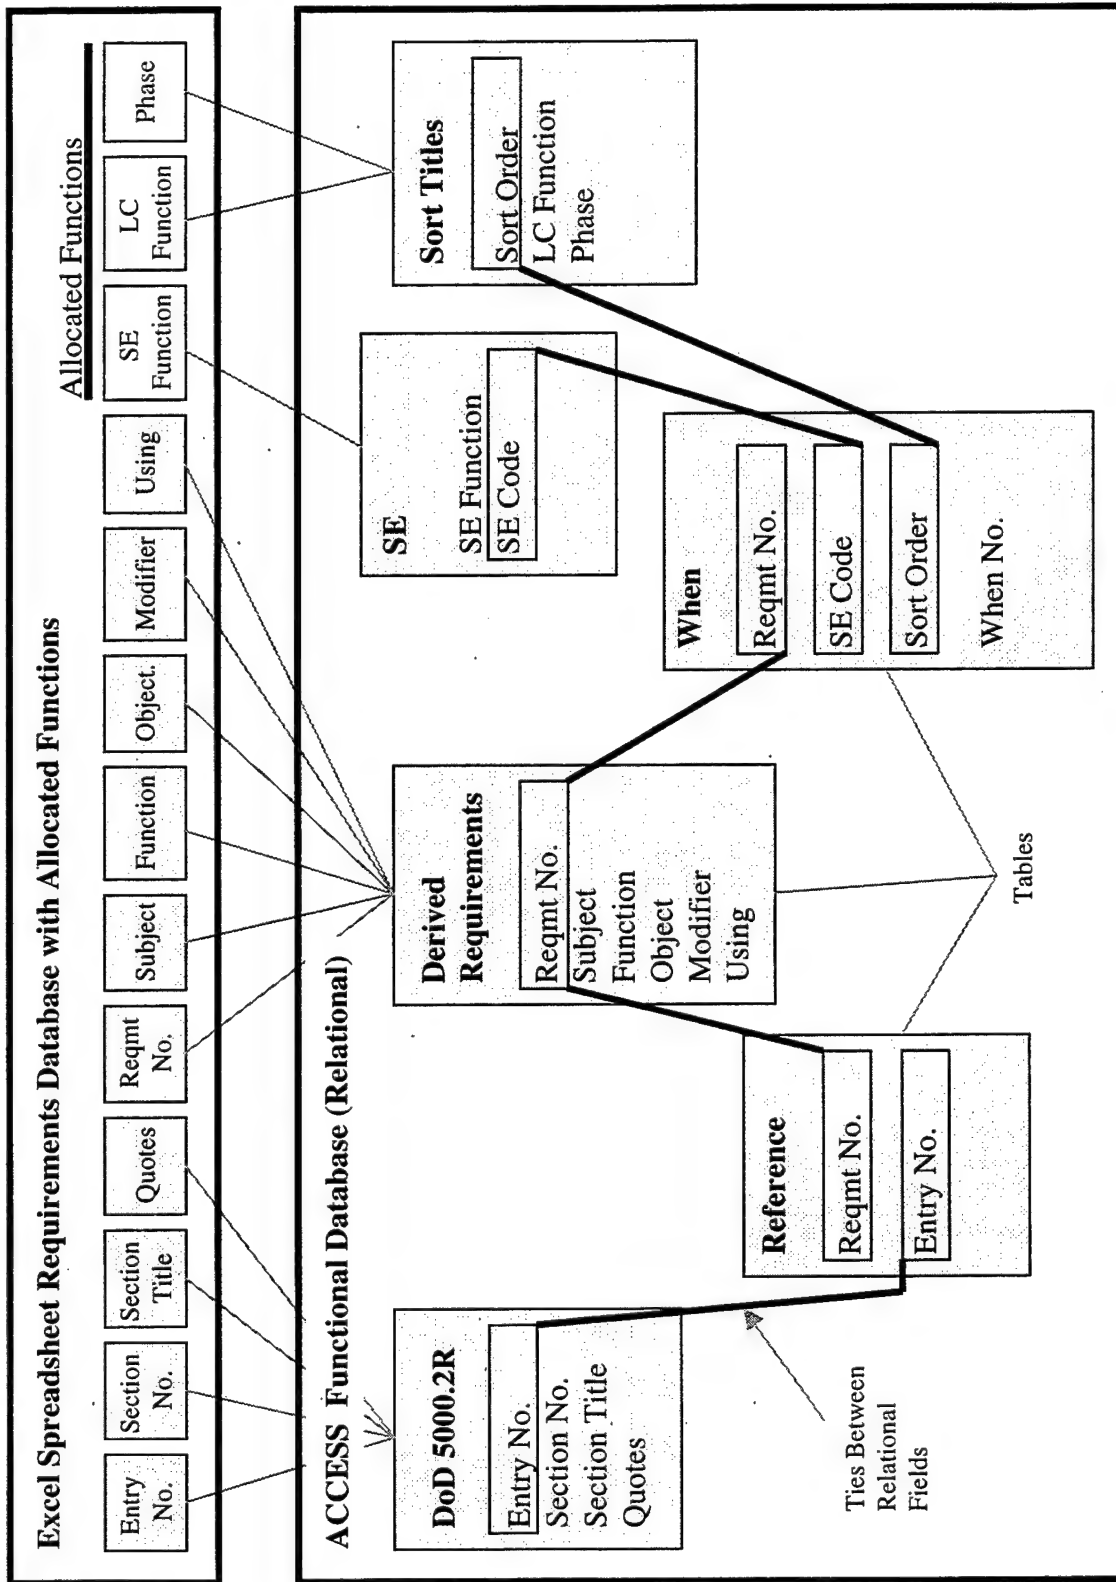 Excel Spreadsheet Requirements Database with Allocated Functions
Allocated Functions
Entry
No.
Section
No.
Section
Title
Quotes
Reqmt
No.
Subject
Function
Object.
Modifier
Using
SE
Function
LC
Function
Phase
ACCESS Functional Database (Relational)
DoD 5000.2R
Entry No.
Section No.
Section Title
Quotes
Derived
Requirements
Reqmt No.
Subject
Function
Object
Modifier
Using
SE
SE Function
SE Code
Sort Titles
Sort Order
LC Function
Phase
Reference
Reqmt No.
Entry No.
When
Reqmt No.
SE Code
Sort Order
When No.
Ties Between
Relational
Fields
Tables